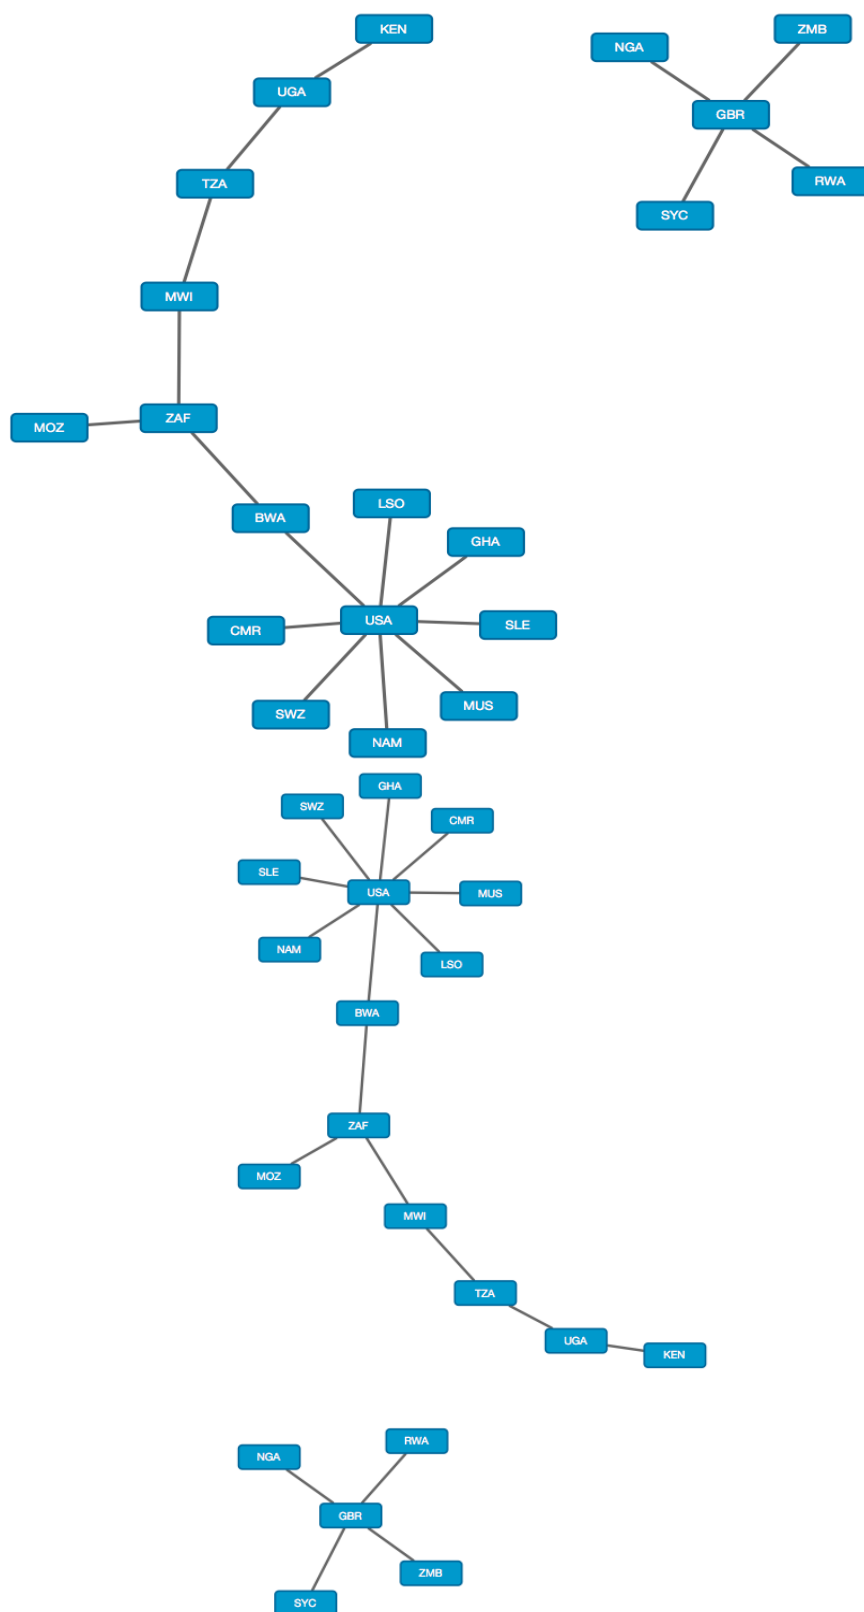 KEN
ZMB
NGA
UGA
GBR
TZA
RWA
SYC
MWI
ZAF
MOZ
LSO
BWA
GHA
USA
SLE
CMR
MUS
SWZ
NAM
GHA
SWZ
CMR
SLE
USA
MUS
NAM
LSO
BWA
ZAF
MOZ
MWI
TZA
UGA
KEN
RWA
NGA
GBR
ZMB
SYC